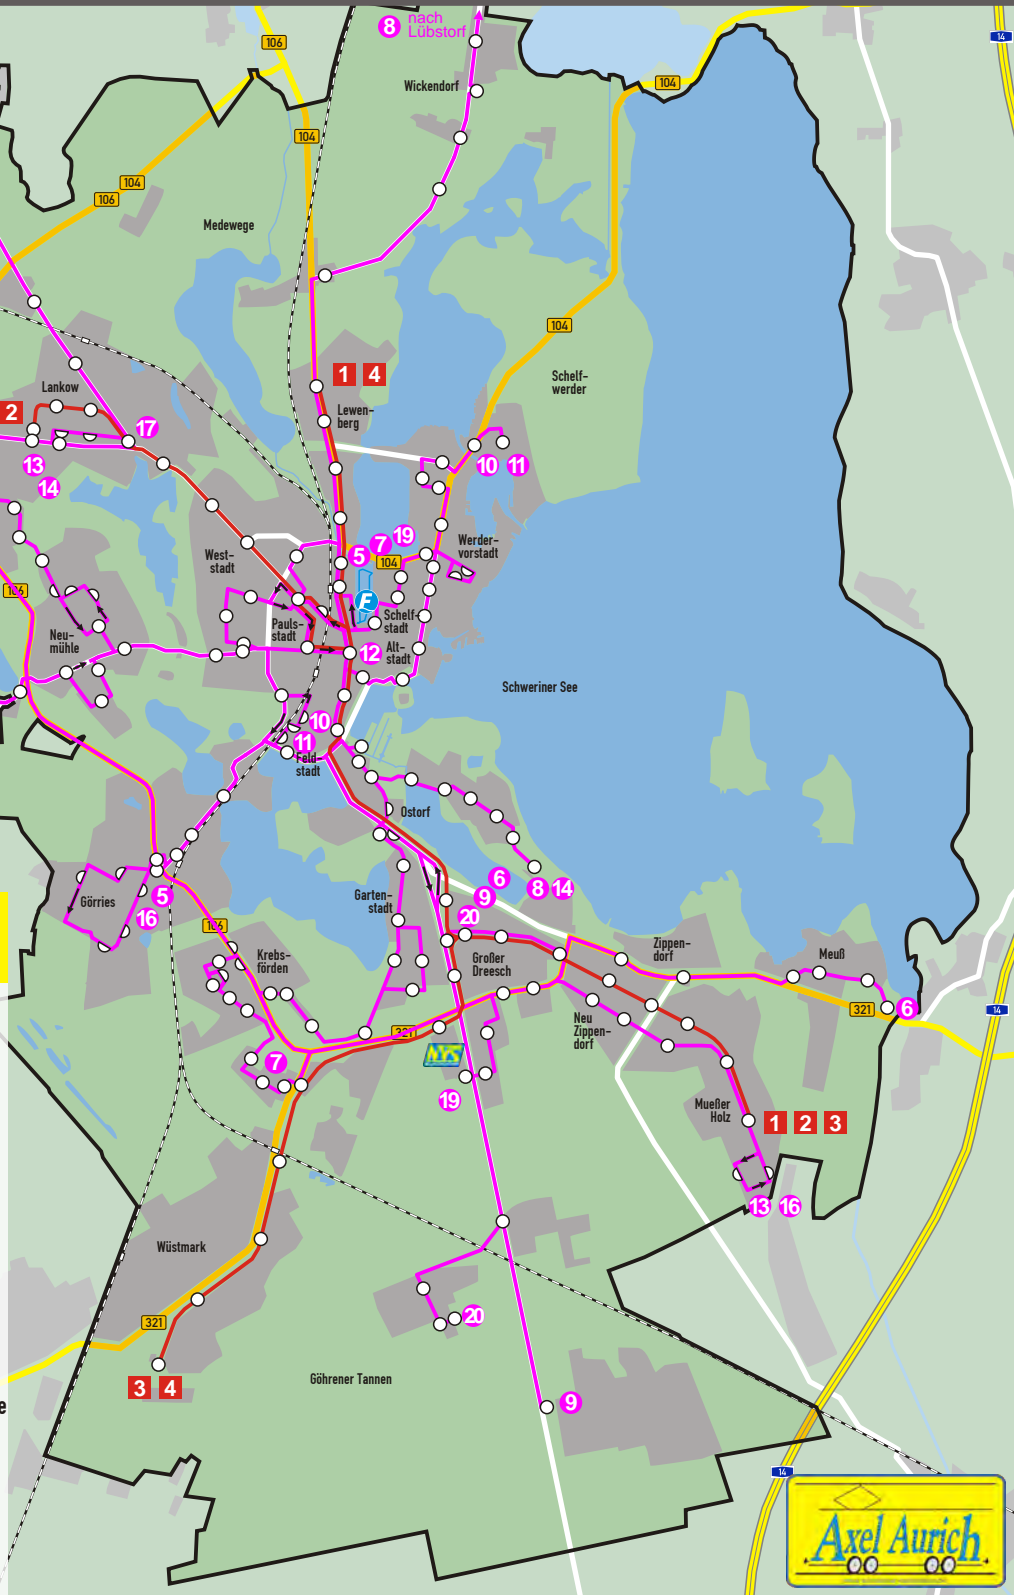 8 nach
Lübstorf
14
106
Wickendorf
104
104
104
106
Medewege
104
Schelf-
werder
1 4
Lankow
Lewen-
berg
2
17
10 11
13
14
19
7
5
104
Werder-
vorstadt
West-
stadt
106
F
Schelf-
stadt
Pauls-
stadt
Neu-
mühle
Alt-
stadt
12
Schweriner See
10
11
Feld-
stadt
Ostorf
6
8 14
9
5
Görries
16
Garten-
stadt
20
106
Krebs-
förden
Großer
Dreesch
Zippen-
dorf
Meuß
321
6
14
Neu
Zippen-
dorf
321
NYS
7
19
Mueßer
Holz
1 2 3
13 16
Wüstmark
20
321
Göhrener Tannen
3 4
9
e
14
Axel Aurich